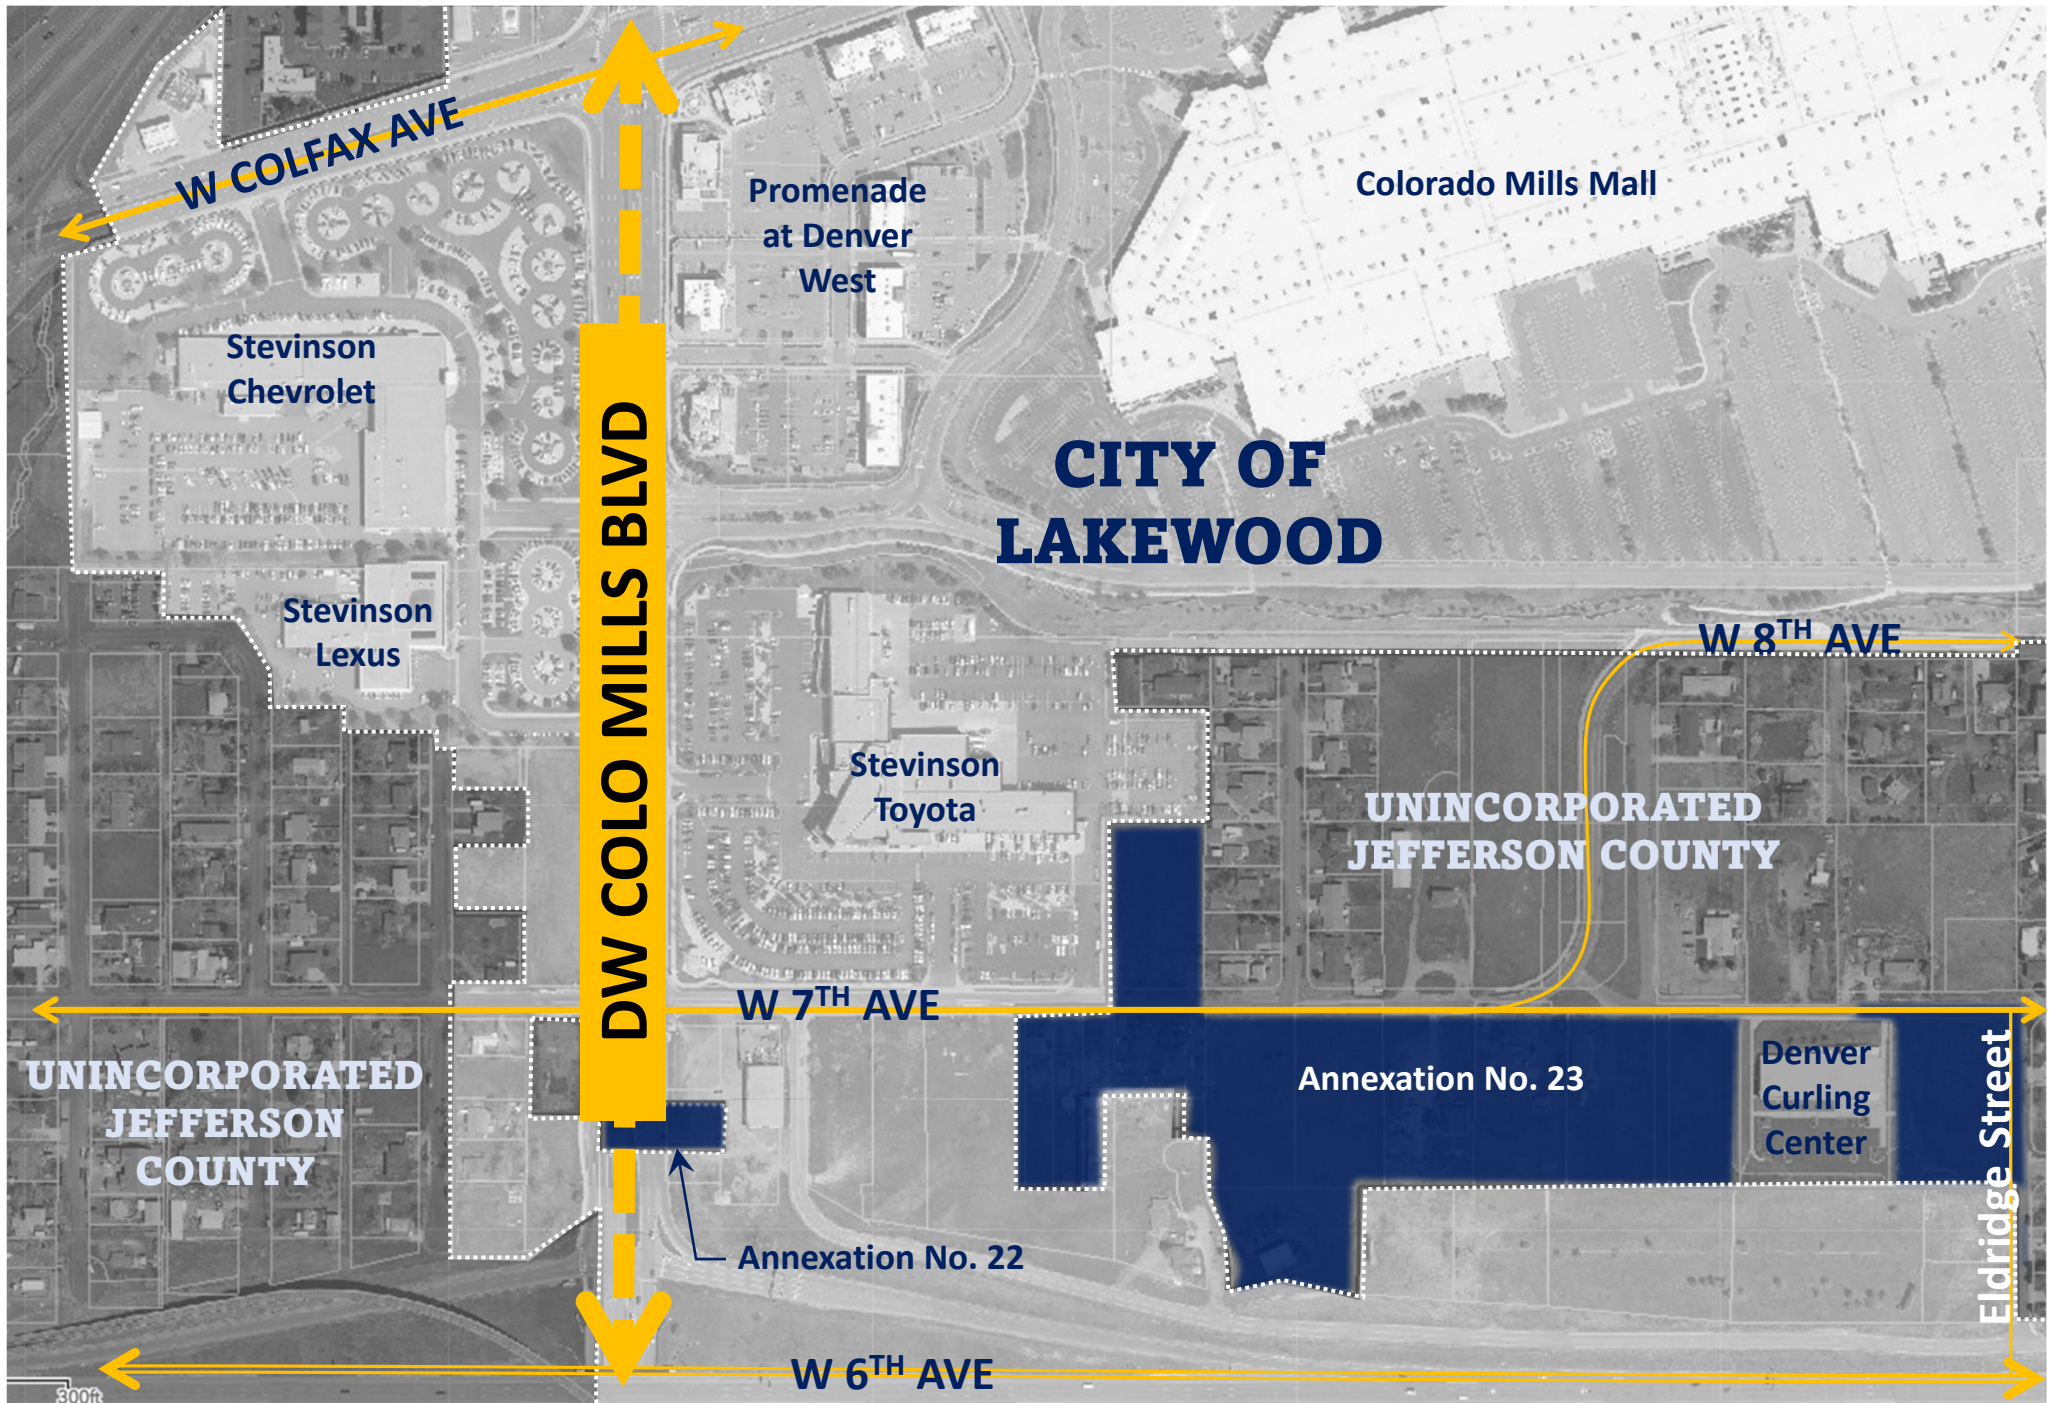 W COLFAX AVE
Promenade
at Denver
West
Colorado Mills Mall
Stevinson
Chevrolet
DW COLO MILLS BLVD
CITY OF
LAKEWOOD
Stevinson
Lexus
W 8TH AVE
Stevinson
Toyota
UNINCORPORATED
JEFFERSON COUNTY
W 7TH AVE
UNINCORPORATED
JEFFERSON
COUNTY
Annexation No. 23
Denver
Curling
Center
Eldridge Street
Annexation No. 22
W 6TH AVE
300ft